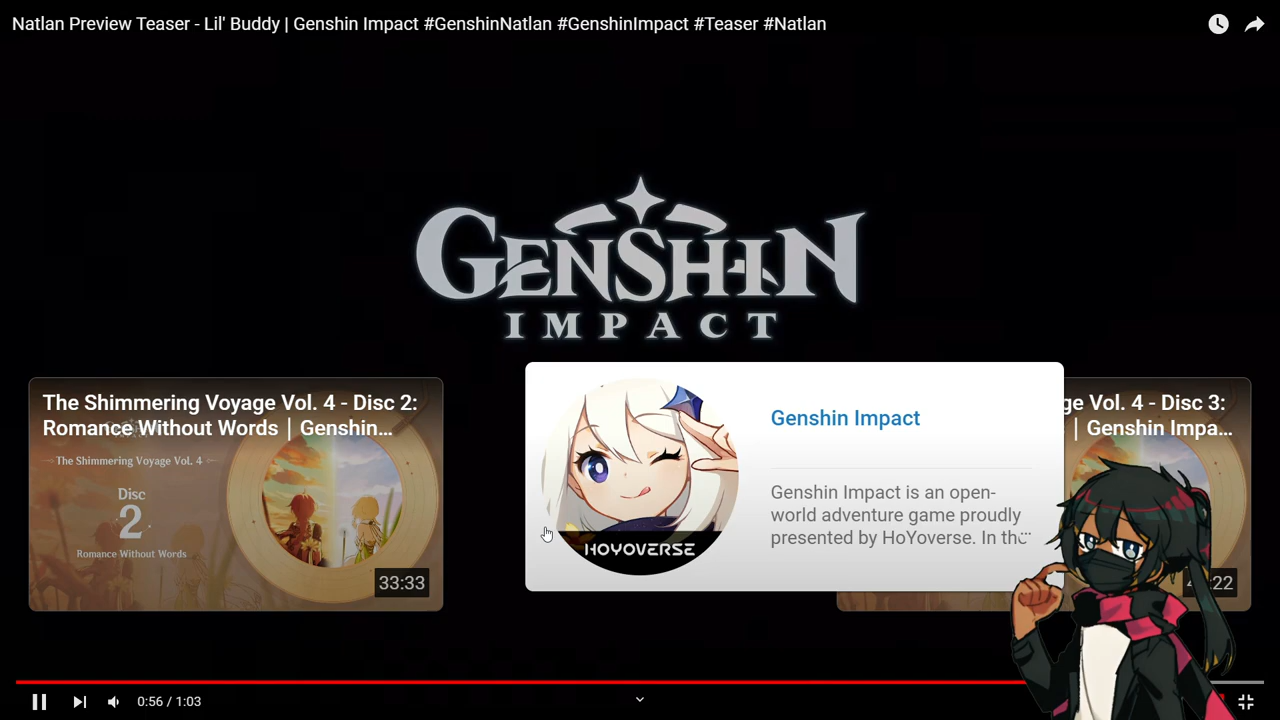 Natlan Preview Teaser - Lil' Buddy | Genshin Impact #GenshinNatlan #GenshinImpact #Teaser #Natlan
GENSHIN
IMPACT
The Shimmering Voyage Vol. 4 - Disc 2:
Romance Without Words | Genshin...
The Shimmering Voyage Vol. 4
Disc
2
Romance Without Words
33:33
Genshin Impact
Genshin Impact is an open-
world adventure game proudly
presented by HoYoverse. In the...
HOYOVERSE
ge Vol. 4 - Disc 3:
| Genshin Impa...
:22
0:56 / 1:03